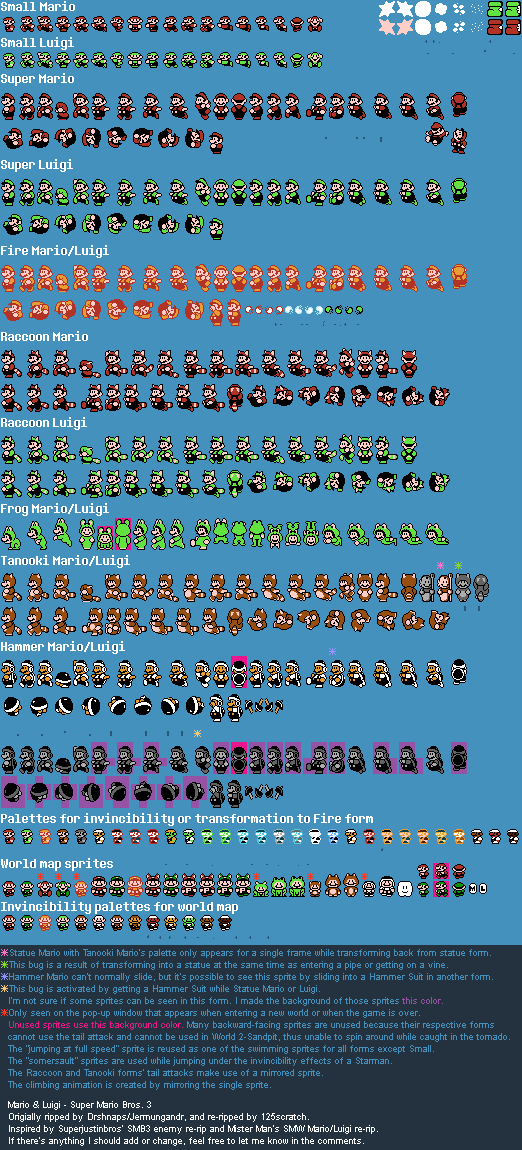 Small Mario
Small Luigi
Super Mario
Super Luigi
Fire Mario/Luigi
Raccoon Mario
Raccoon Luigi
Frog Mario/Luigi
Tanooki Mario/Luigi
Hammer Mario/Luigi
Palettes for invincibility or transformation to Fire form
World map sprites
M L
Invincibility palettes for world map
Statue Mario with Tanooki Mario's palette only appears for a single frame while transforming back from statue form.
This bug is a result of transforming into a statue at the same time as entering a pipe or getting on a vine.
Hammer Mario can't normally slide, but it's possible to see this sprite by sliding into a Hammer Suit in another form.
This bug is activated by getting a Hammer Suit while Statue Mario or Luigi.
I'm not sure if some sprites can be seen in this form. I made the background of those sprites this color.
Only seen on the pop-up window that appears when entering a new world or when the game is over.
Unused sprites use this background color. Many backward-facing sprites are unused because their respective forms
cannot use the tail attack and cannot be used in World 2-Sandpit, thus unable to spin around while caught in the tornado.
The "jumping at full speed" sprite is reused as one of the swimming sprites for all forms except Small.
The "somersault" sprites are used while jumping under the invincibility effects of a Starman.
The Raccoon and Tanooki forms' tail attacks make use of a mirrored sprite.
The climbing animation is created by mirroring the single sprite.
Mario & Luigi - Super Mario Bros. 3
Origially ripped by Drshnaps/Jermungandr, and re-ripped by 125scratch.
Inspired by Superjustinbros' SMB3 enemy re-rip and Mister Man's SMW Mario/Luigi re-rip.
If there's anything I should add or change, feel free to let me know in the comments.